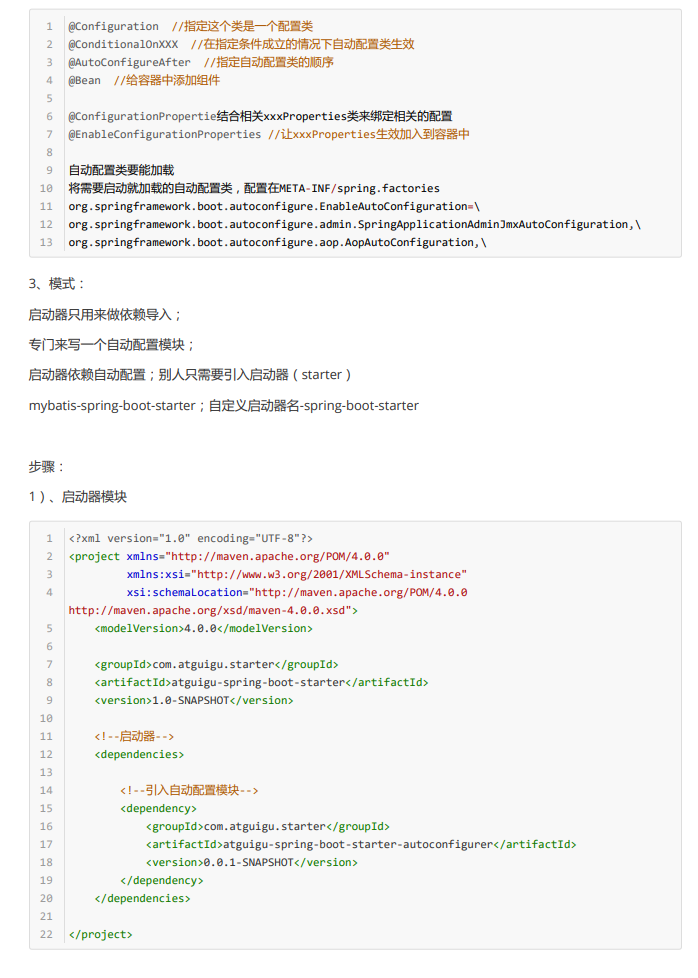 1 @Configuration  //指定这个类是一个配置类
2 @ConditionalOnXXX  //在指定条件成立的情况下自动配置类生效
3 @AutoConfigureAfter  //指定自动配置类的顺序
4 @Bean  //给容器中添加组件
5
6 @ConfigurationPropertie结合相关xxxProperties类来绑定相关的配置
7 @EnableConfigurationProperties //让xxxProperties生效加入到容器中
8
9 自动配置类要能加载
10 将需要启动就加载的自动配置类，配置在META-INF/spring.factories
11 org.springframework.boot.autoconfigure.EnableAutoConfiguration=\
12 org.springframework.boot.autoconfigure.admin.SpringApplicationAdminJmxAutoConfiguration,\
13 org.springframework.boot.autoconfigure.aop.AopAutoConfiguration,\
3、模式：
启动器只用来做依赖导入；
专门来写一个自动配置模块；
启动器依赖自动配置；别人只需要引入启动器（starter）
mybatis-spring-boot-starter；自定义启动器名-spring-boot-starter
步骤：
1）、启动器模块
1 <?xml version="1.0" encoding="UTF-8"?>
2 <project xmlns="http://maven.apache.org/POM/4.0.0"
3          xmlns:xsi="http://www.w3.org/2001/XMLSchema-instance"
4          xsi:schemaLocation="http://maven.apache.org/POM/4.0.0
http://maven.apache.org/xsd/maven-4.0.0.xsd">
5     <modelVersion>4.0.0</modelVersion>
6
7     <groupId>com.atguigu.starter</groupId>
8     <artifactId>atguigu-spring-boot-starter</artifactId>
9     <version>1.0-SNAPSHOT</version>
10
11     <!--启动器-->
12     <dependencies>
13
14         <!--引入自动配置模块-->
15         <dependency>
16             <groupId>com.atguigu.starter</groupId>
17             <artifactId>atguigu-spring-boot-starter-autoconfigurer</artifactId>
18             <version>0.0.1-SNAPSHOT</version>
19         </dependency>
20     </dependencies>
21
22 </project>